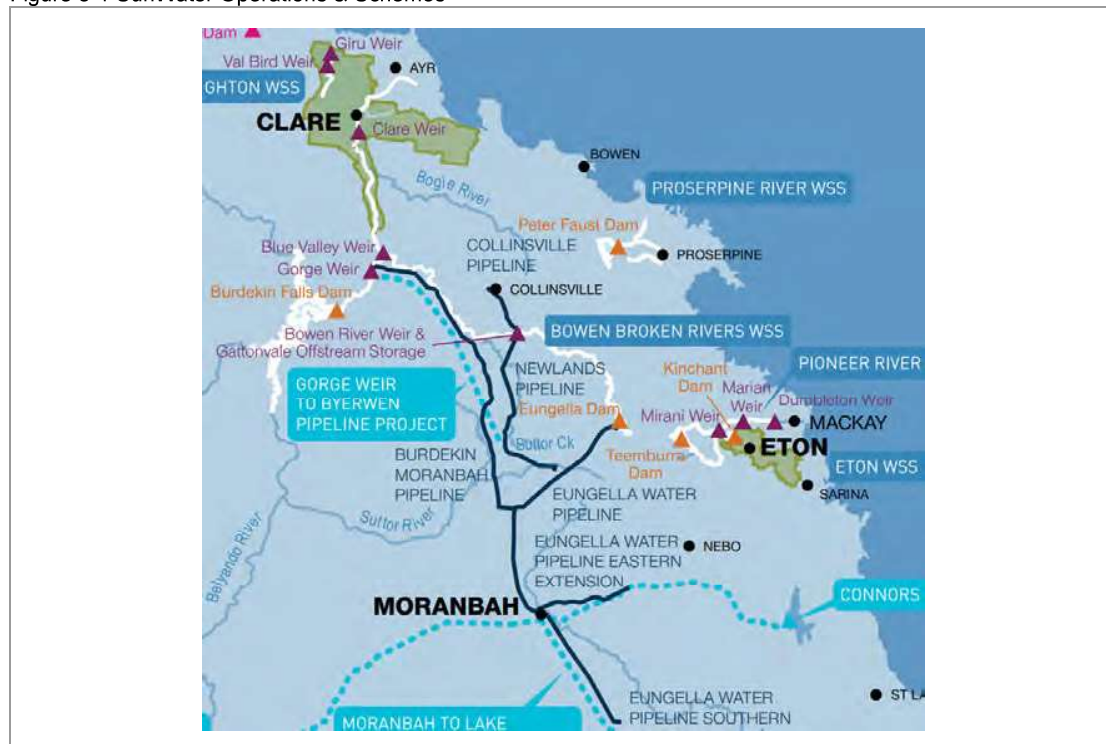 Dam
Giru Weir
Val Bird Weir
AYR
GHTON WSS
CLARE
Clare Weir
BOWEN
Bogie River
PROSERPINE RIVER WSS
Peter Faust Dam
Blue Valley Weir
COLLINSVILLE
PIPELINE
PROSERPINE
Gorge Weir
COLLINSVILLE
Burdekin Falls Dam
Bowen River Weir &
Gattonvale Offstream Storage
BOWEN BROKEN RIVERS WSS
NEWLANDS
PIPELINE
Kinchant
Dam
PIONEER RIVER
GORGE WEIR
TO BYERWEN
PIPELINE PROJECT
Eungella Dam
Mirani Weir
Marian
Weir
Dumbleton Weir
MACKAY
Suttor Ck
ETON
Teemburra
Dam
ETON WSS
BURDEKIN
MORANBAH
PIPELINE
SARINA
EUNGELLA WATER
PIPELINE
Suttor River
Belyando River
EUNGELLA WATER
PIPELINE EASTERN
EXTENSION
NEBO
MORANBAH
CONNORS
EUNGELLA WATER
PIPELINE SOUTHERN
ST LA
MORANBAH TO LAKE